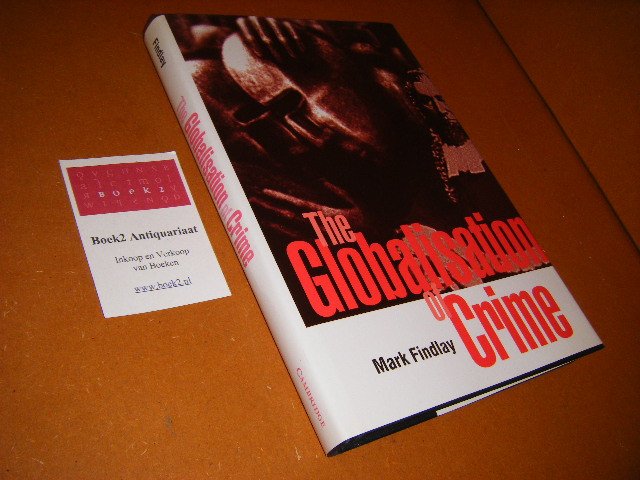 BOEK2
Boek2 Antiquariaat
Inkoop en Verkoop
van Boeken
www.boek2.nl
Findlay
The Globalisation of Crime
CAMBRIDGE
The
Globalisation
of
Crime
Mark Findlay